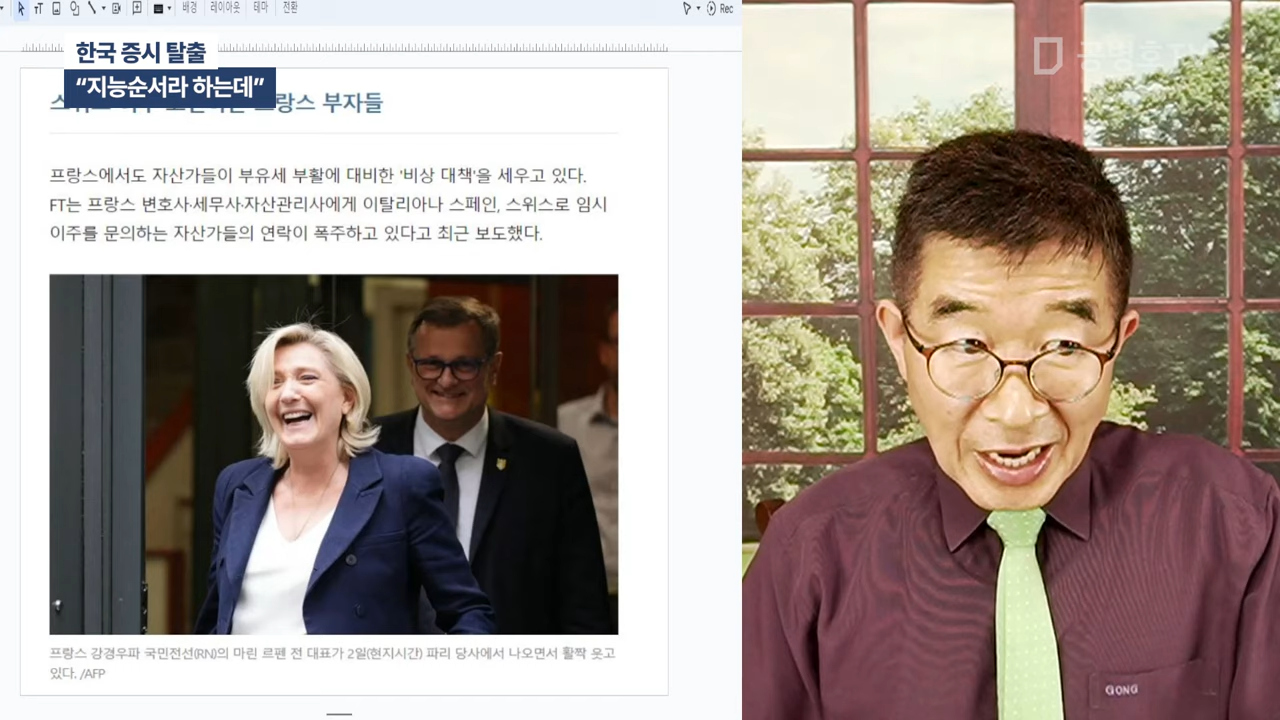 배경 레이아웃 테마 전환
Rec
한국 증시 탈출
“지능순서라 하는데”
프랑스 부자들
프랑스에서도 자산가들이 부유세 부활에 대비한 '비상 대책'을 세우고 있다.
FT는 프랑스 변호사·세무사·자산관리사에게 이탈리아나 스페인, 스위스로 임시
이주를 문의하는 자산가들의 연락이 폭주하고 있다고 최근 보도했다.
프랑스 강경우파 국민전선(RN)의 마린 르펜 전 대표가 2일(현지시간) 파리 당사에서 나오면서 활짝 웃고
있다. /AFP
공병호TV
GONG